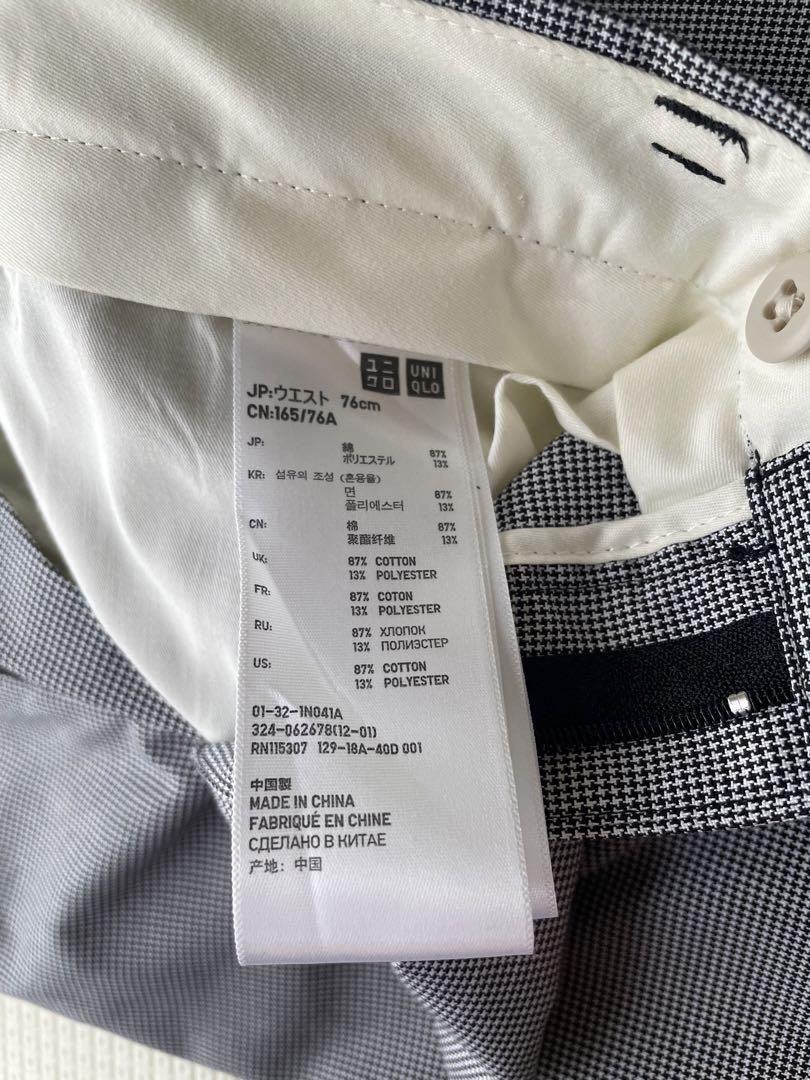 ユニ
クロ
UNI
QLO
JP:ウエスト 76cm
CN:165/76A
JP: 綿 87%
ポリエステル 13%
KR: 섬유의 조성 (혼용율)
면 87%
폴리에스터 13%
CN: 棉 87%
聚酯纤维 13%
UK: 87% COTTON
13% POLYESTER
FR: 87% COTON
13% POLYESTER
RU: 87% ХЛОПОК
13% ПОЛИЭСТЕР
US: 87% COTTON
13% POLYESTER
01-32-1N041A
324-062678(12-01)
RN115307 129-18A-40D 001
中国製
MADE IN CHINA
FABRIQUÉ EN CHINE
СДЕЛАНО В КИТАЕ
产地: 中国